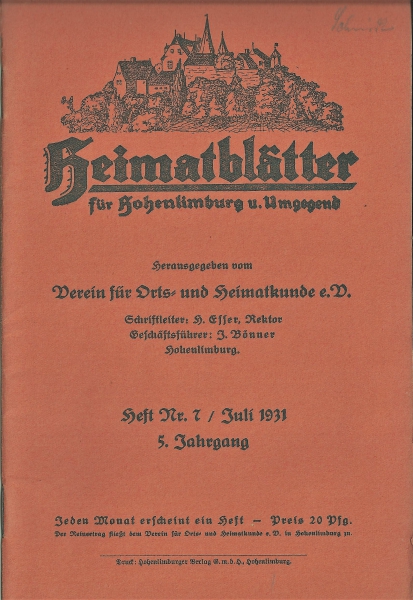 Heimatblätter
für Hohenlimburg u. Umgegend
Herausgegeben vom
Verein für Orts- und Heimatkunde e.V.
Schriftleiter: H. Esser, Rektor
Geschäftsführer: J. Bönner
Hohenlimburg.
Heft Nr. 7 / Juli 1931
5. Jahrgang
Jeden Monat erscheint ein Heft — Preis 20 Pfg.
Der Reinertrag fließt dem Verein für Orts- und Heimatkunde e. V. in Hohenlimburg zu.
Druck: Hohenlimburger Verlag G. m. b. H., Hohenlimburg.